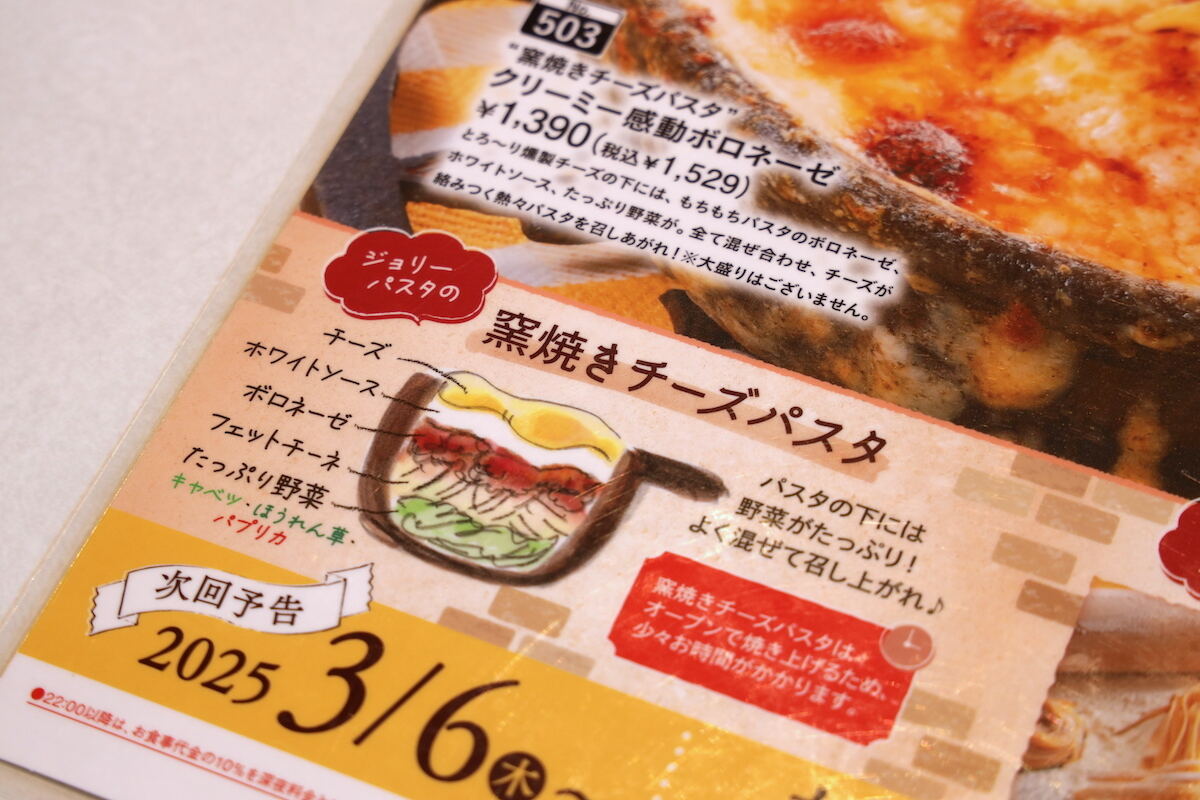 No.
503
“窯焼きチーズパスタ”
クリーミー感動ボロネーゼ
¥1,390(税込¥1,529)
とろ〜り燻製チーズの下には、もちもちパスタのボロネーゼ、
ホワイトソース、たっぷり野菜が。全て混ぜ合わせ、チーズが
絡みつく熱々パスタを召しあがれ!※大盛りはございません。
ジョリー
パスタの
窯焼きチーズパスタ
チーズ
ホワイトソース
ボロネーゼ
フェットチーネ
たっぷり野菜
キャベツ・ほうれん草・
パプリカ
パスタの下には
野菜がたっぷり!
よく混ぜて召し上がれ♪
窯焼きチーズパスタは、
オーブンで焼き上げるため、
少々お時間がかかります。
次回予告
2025 3/6 木
●22:00以降は、お食事代金の10%を深夜料金